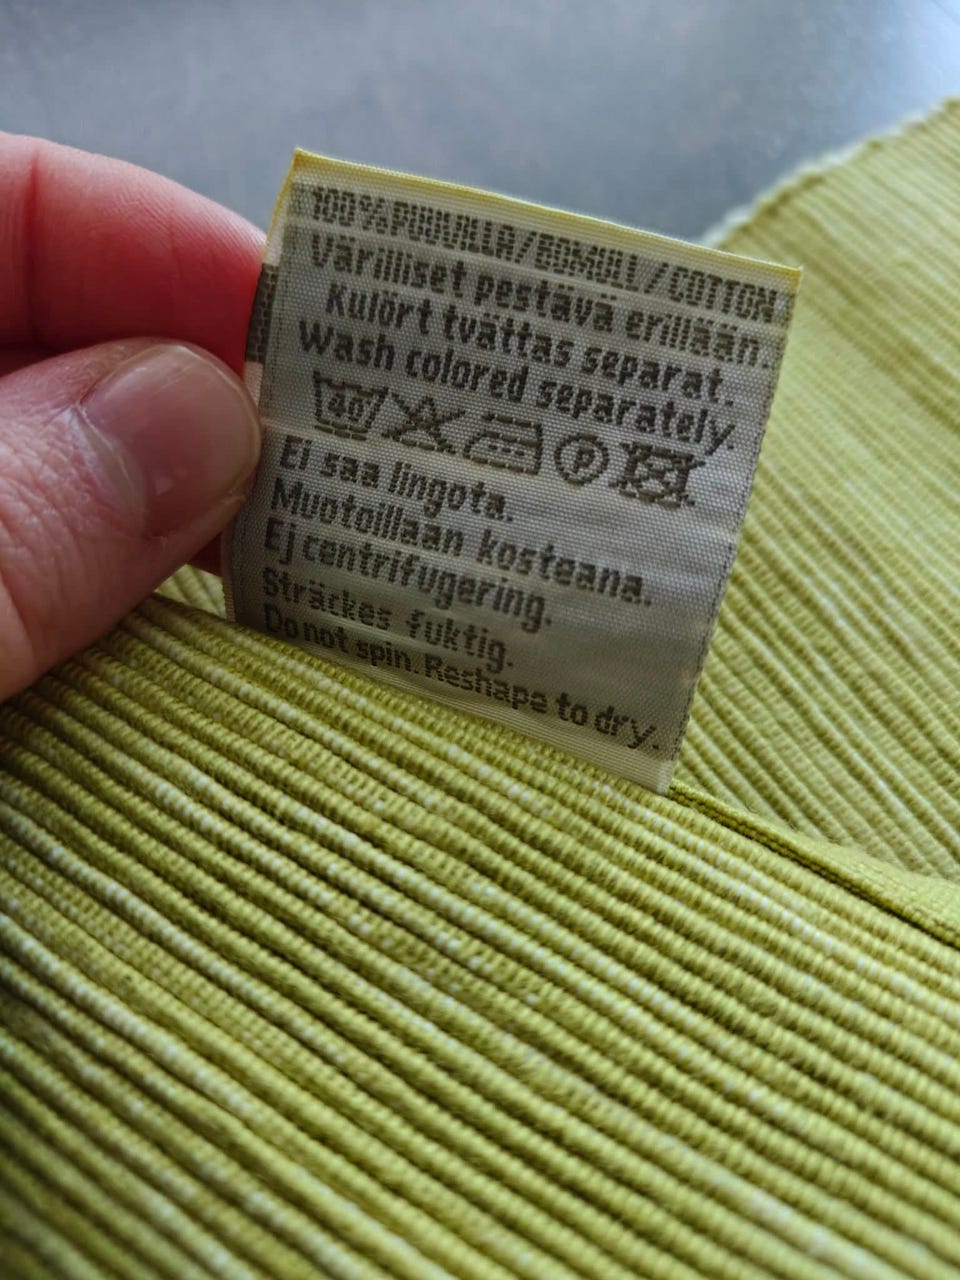 100% PUUVILLA/BOMULL/COTTON
Värilliset pestävä erillään.
Kulört tvättas separat.
Wash colored separately.
40 P
Ei saa lingota.
Muotoillaan kosteana.
Ej centrifugering.
Sträckes fuktig.
Do not spin. Reshape to dry.